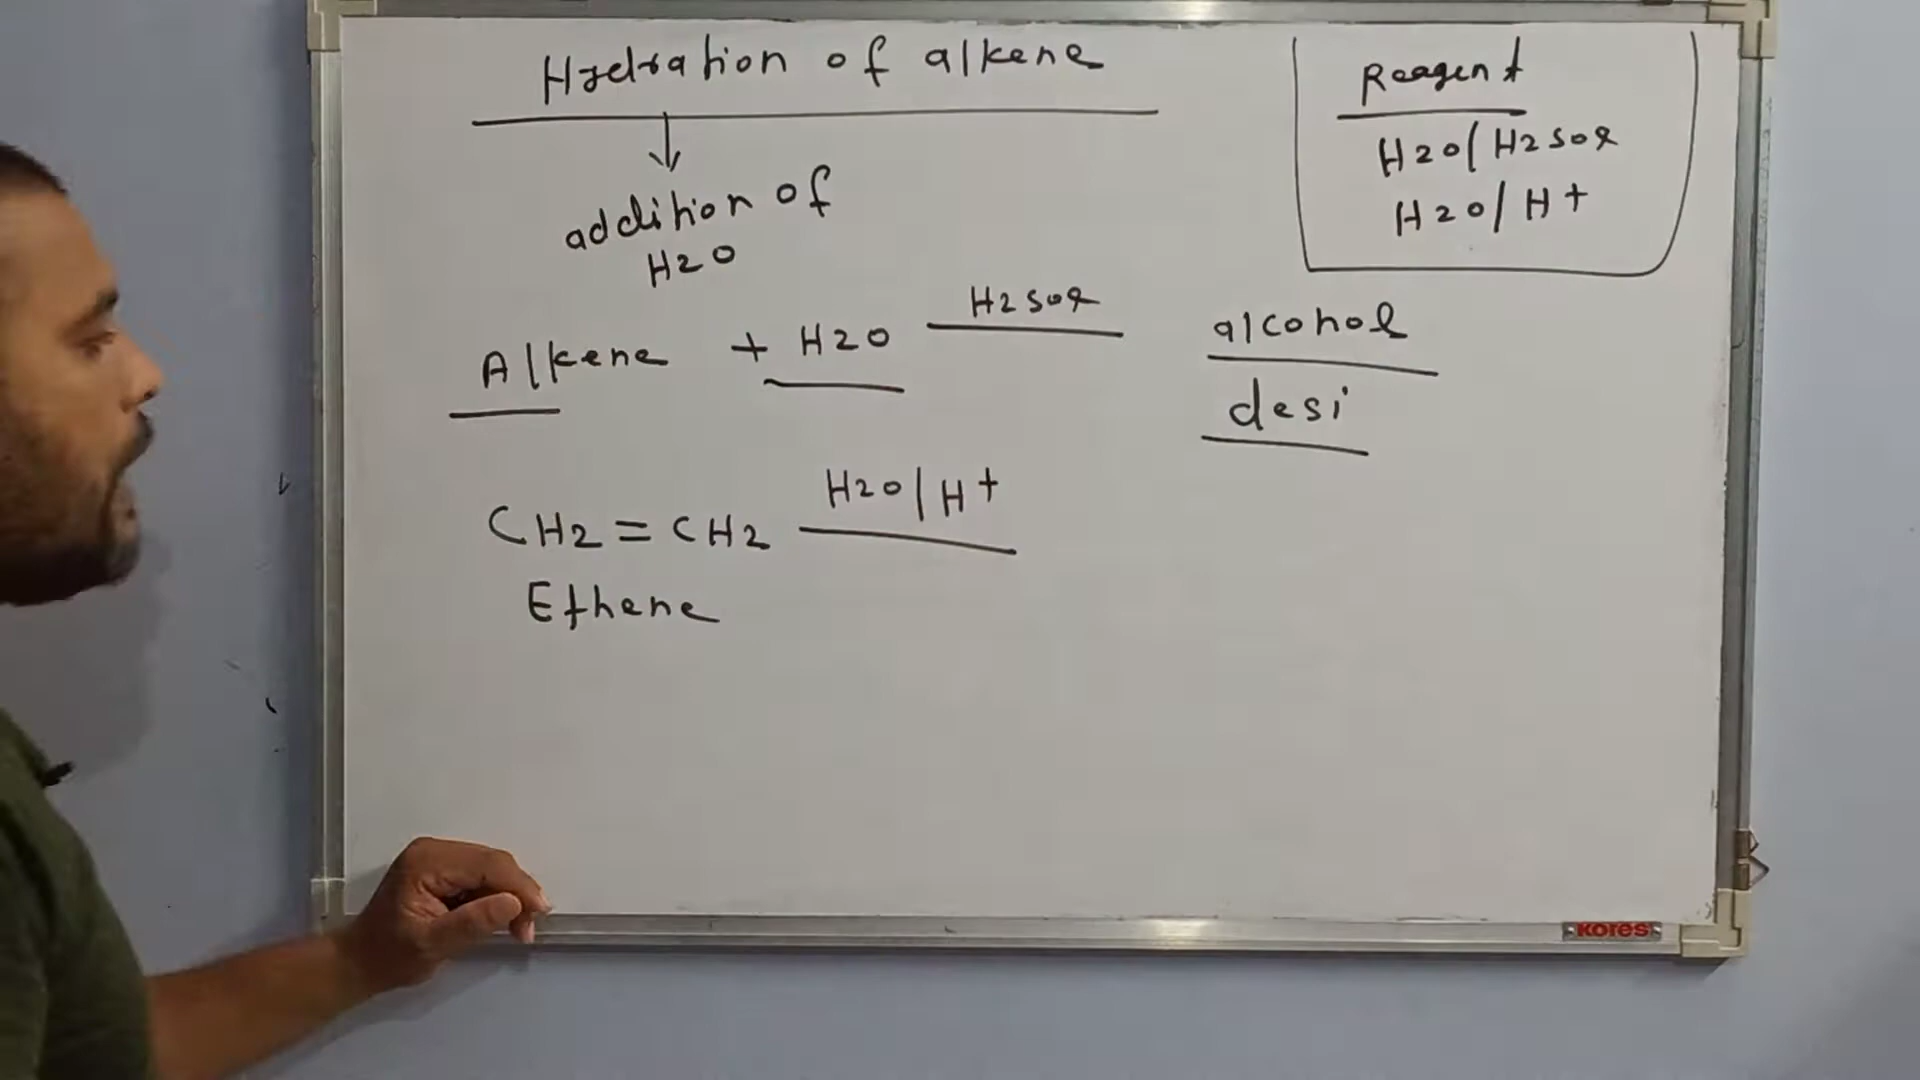 Hydration of alkene
addition of
H2O
Reagent
H2O/H2SO4
H2O/H+
Alkene + H2O H2SO4 alcohol
desi
CH2=CH2 H2O/H+
Ethene
KORES